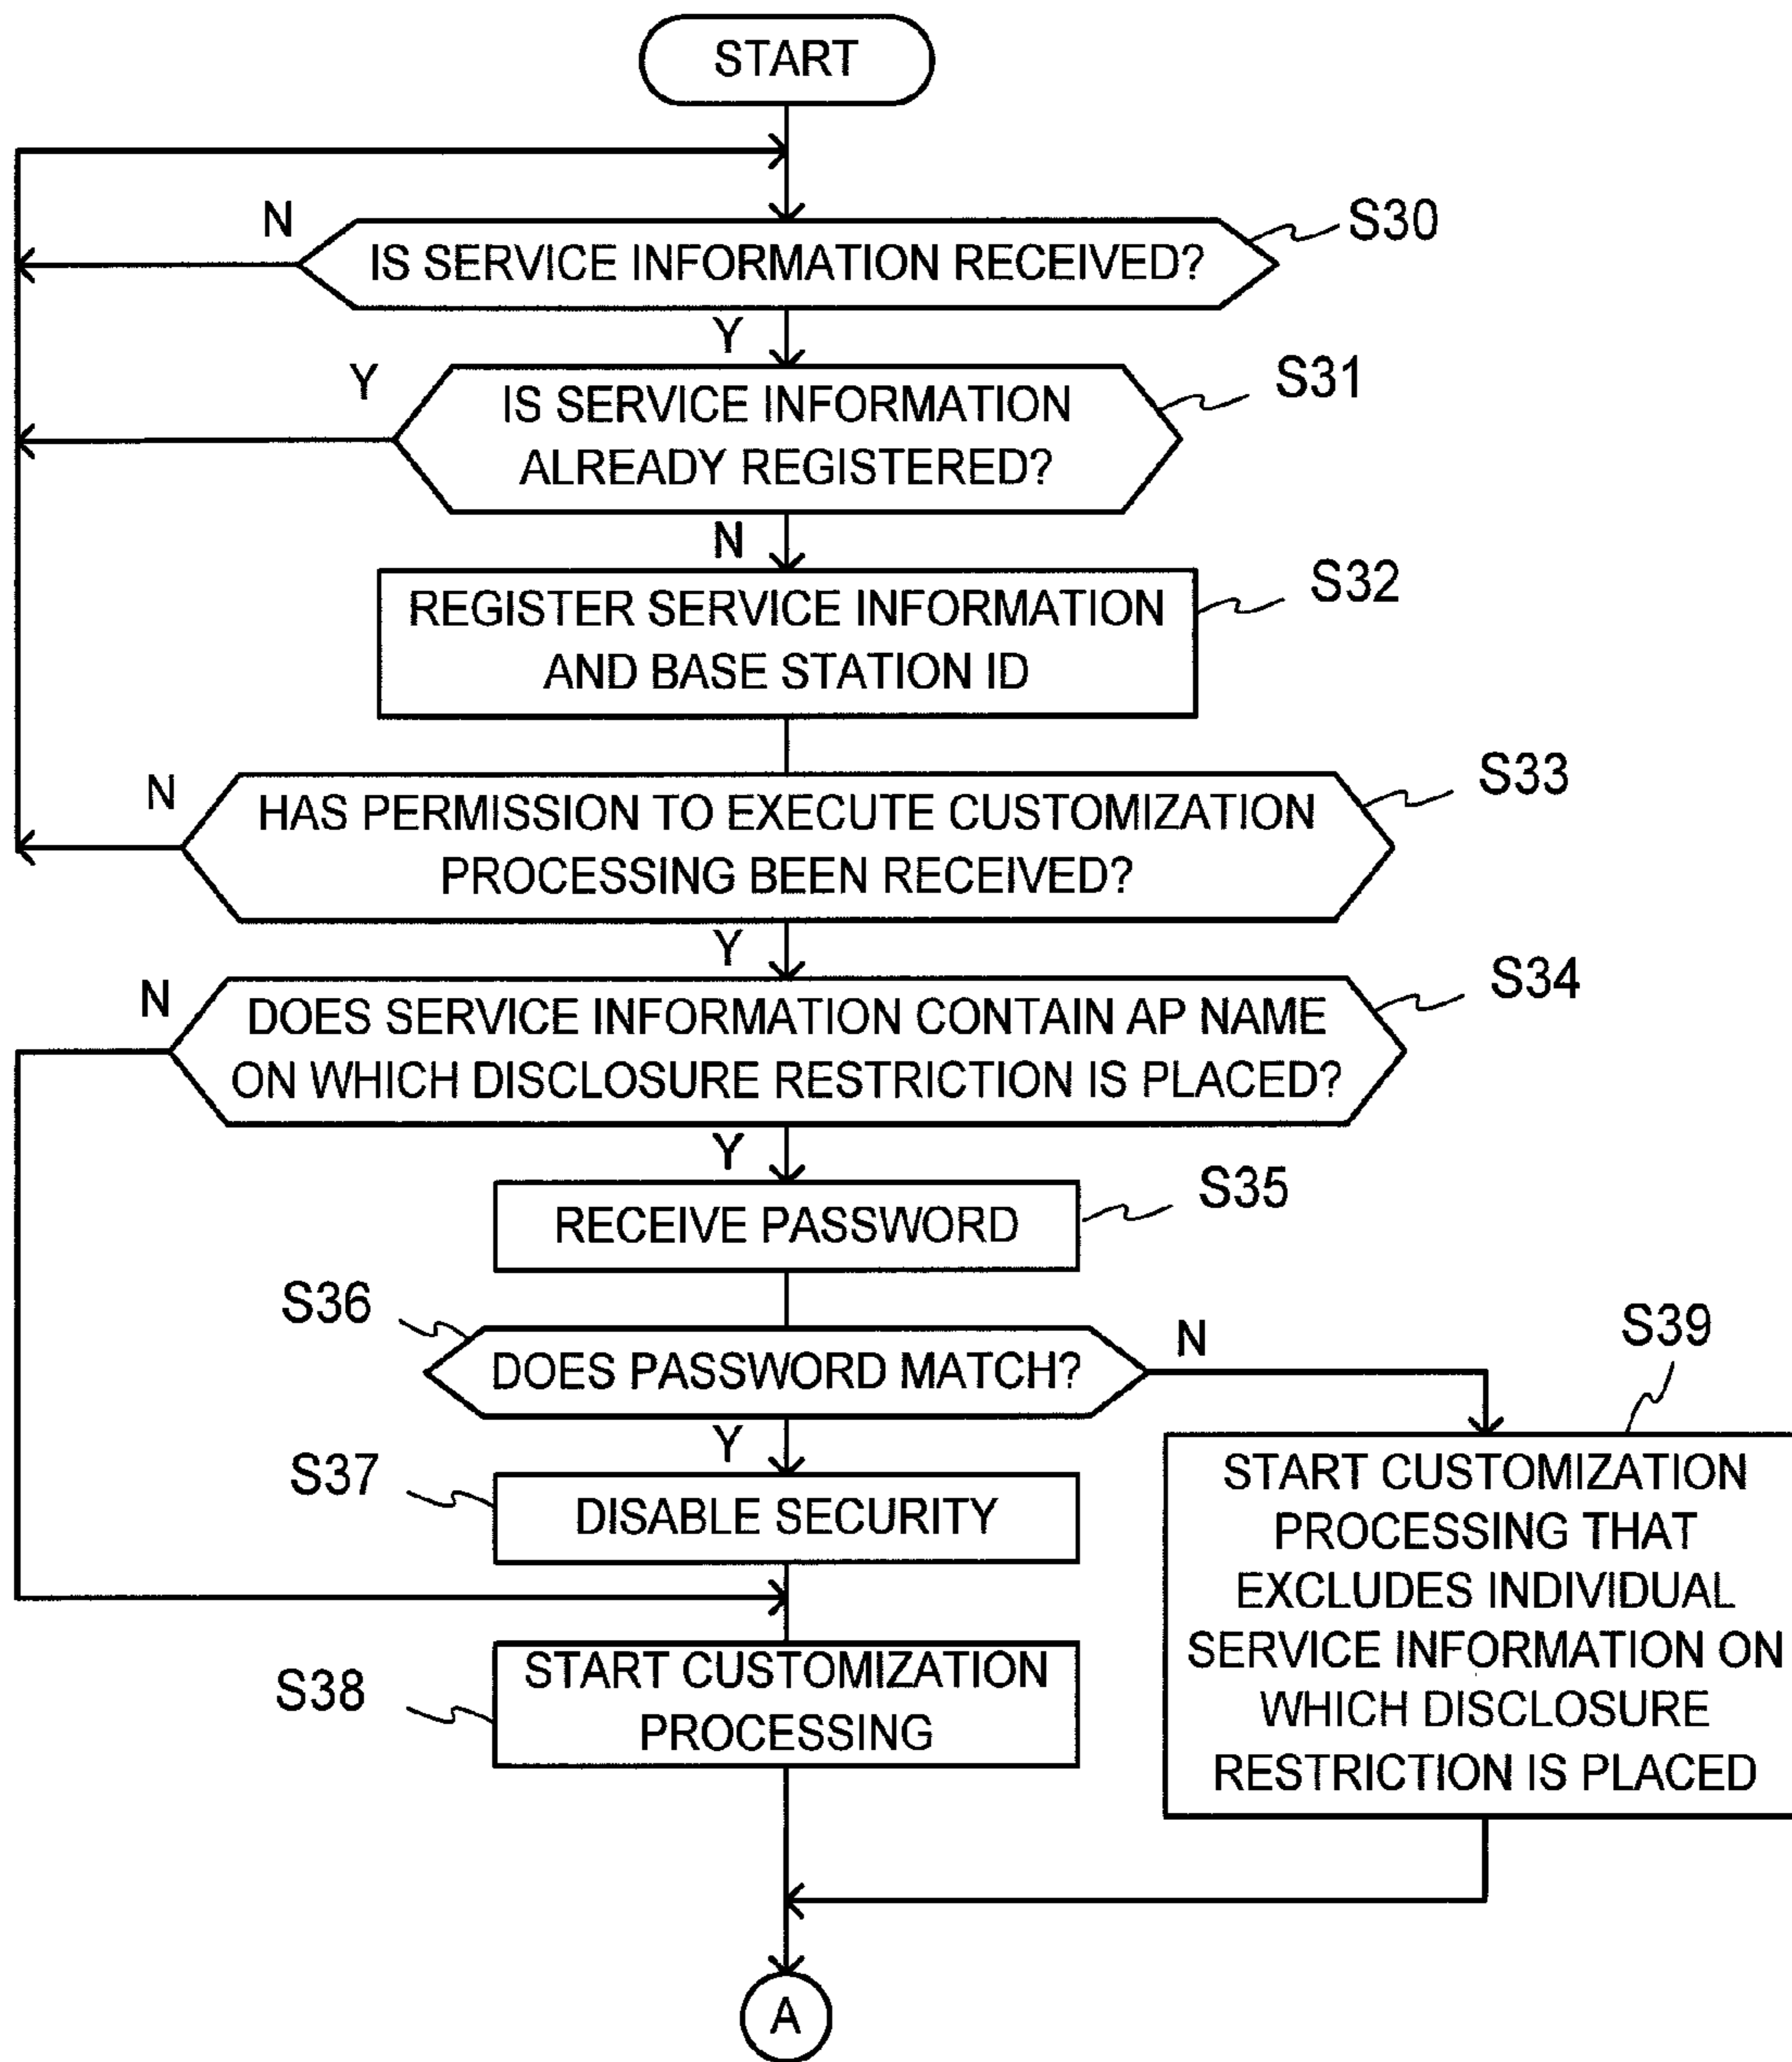 START
N
IS SERVICE INFORMATION RECEIVED?
S30
Y
Y
IS SERVICE INFORMATION
ALREADY REGISTERED?
S31
N
REGISTER SERVICE INFORMATION
AND BASE STATION ID
S32
N
HAS PERMISSION TO EXECUTE CUSTOMIZATION
PROCESSING BEEN RECEIVED?
S33
Y
N
DOES SERVICE INFORMATION CONTAIN AP NAME
ON WHICH DISCLOSURE RESTRICTION IS PLACED?
S34
Y
RECEIVE PASSWORD
S35
S36
DOES PASSWORD MATCH?
N
S39
Y
S37
DISABLE SECURITY
START CUSTOMIZATION
PROCESSING THAT
EXCLUDES INDIVIDUAL
SERVICE INFORMATION ON
WHICH DISCLOSURE
RESTRICTION IS PLACED
S38
START CUSTOMIZATION
PROCESSING
A